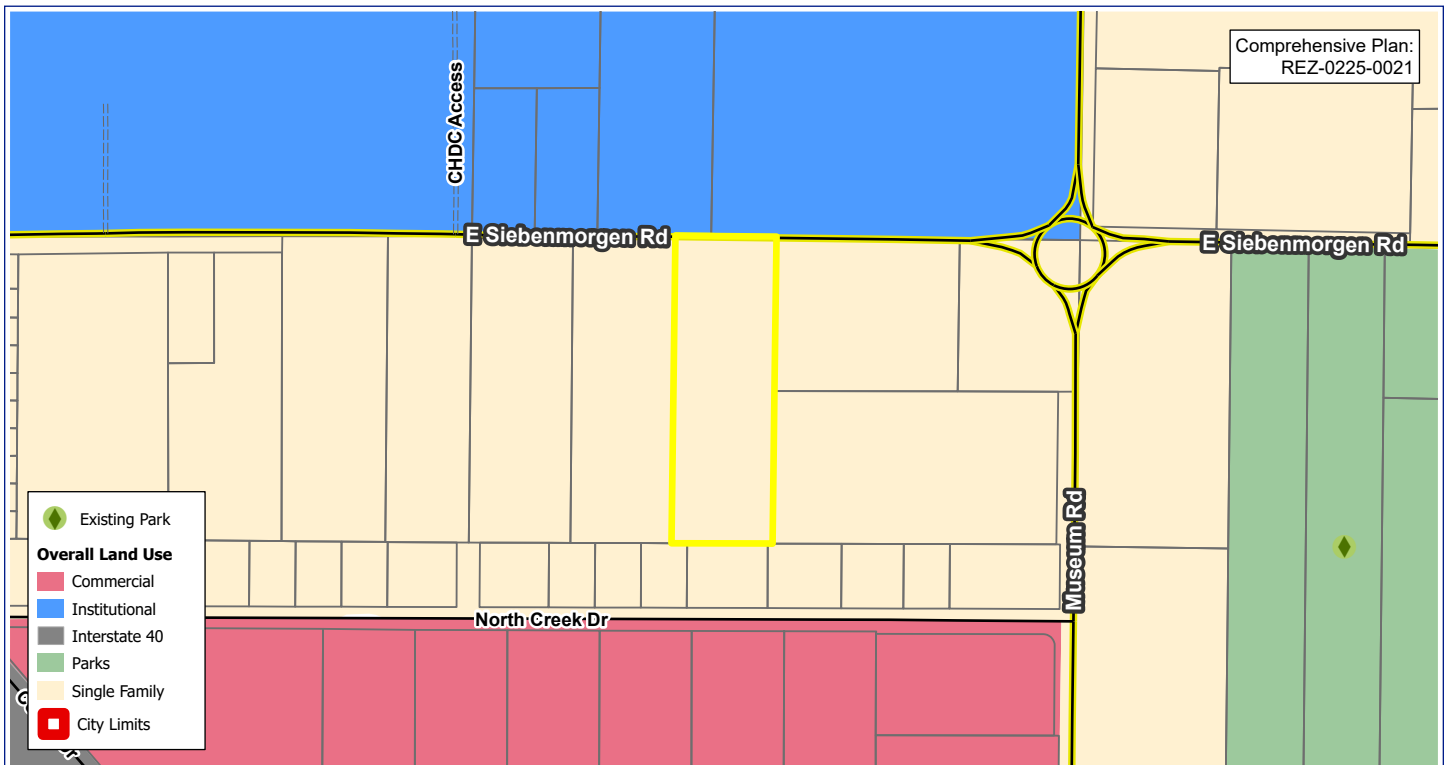 Comprehensive Plan:
REZ-0225-0021
CHDC Access
E Siebenmorgen Rd
E Siebenmorgen Rd
Museum Rd
North Creek Dr
Existing Park
Overall Land Use
Commercial
Institutional
Interstate 40
Parks
Single Family
City Limits